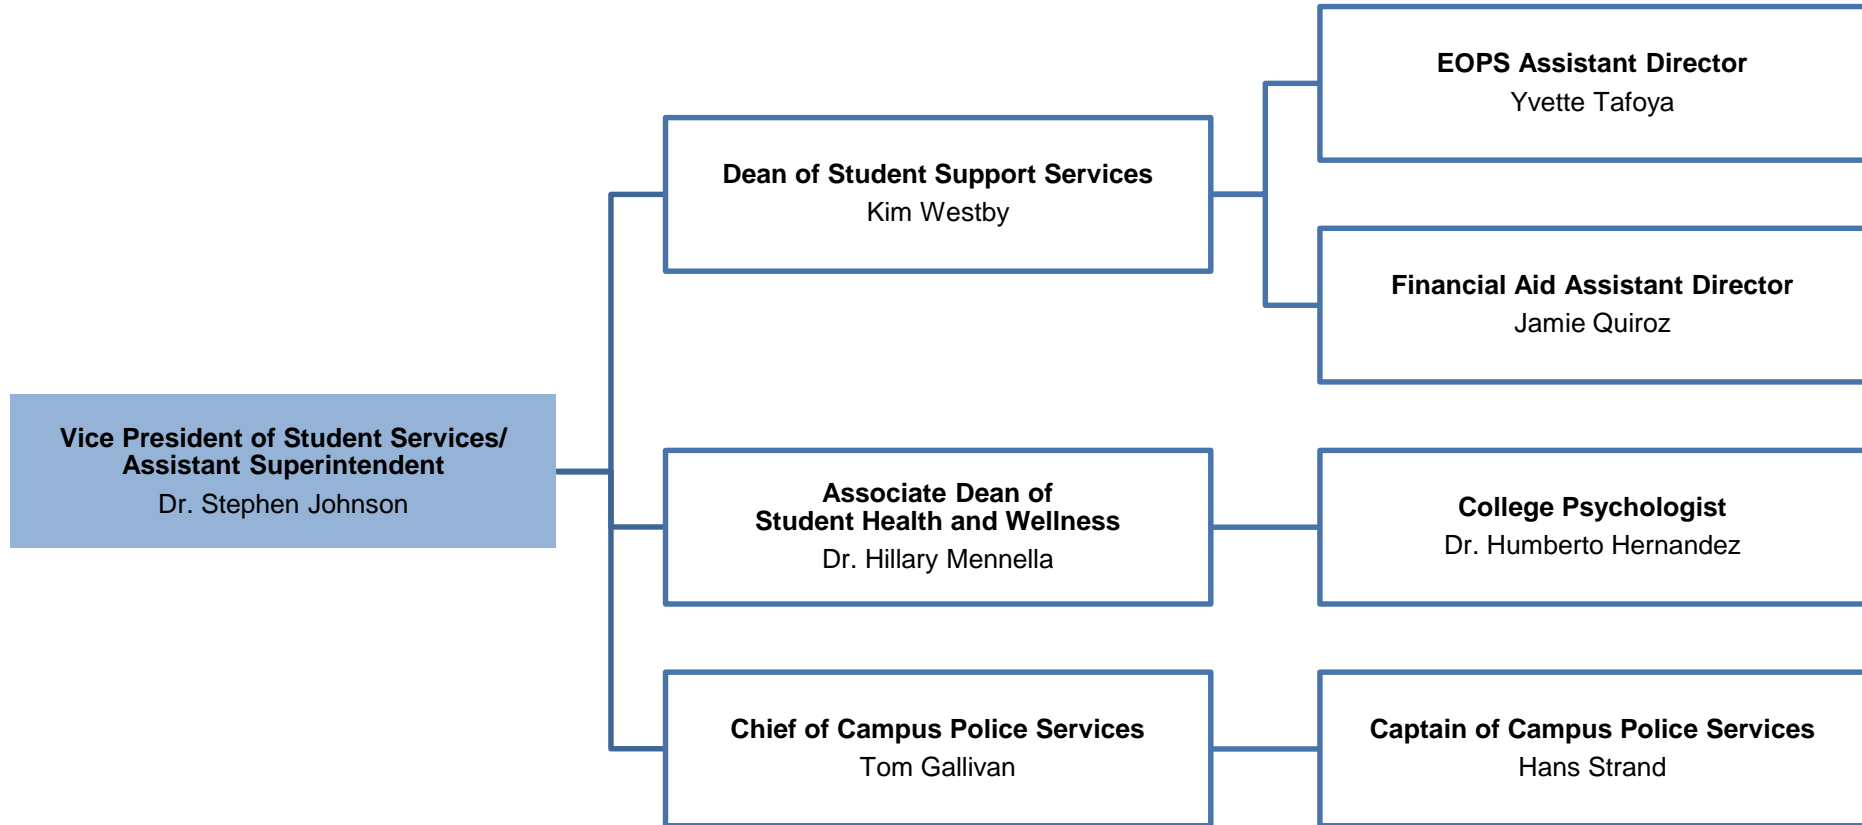 Vice President of Student Services/
Assistant Superintendent
Dr. Stephen Johnson
Dean of Student Support Services
Kim Westby
EOPS Assistant Director
Yvette Tafoya
Financial Aid Assistant Director
Jamie Quiroz
Associate Dean of
Student Health and Wellness
Dr. Hillary Mennella
College Psychologist
Dr. Humberto Hernandez
Chief of Campus Police Services
Tom Gallivan
Captain of Campus Police Services
Hans Strand